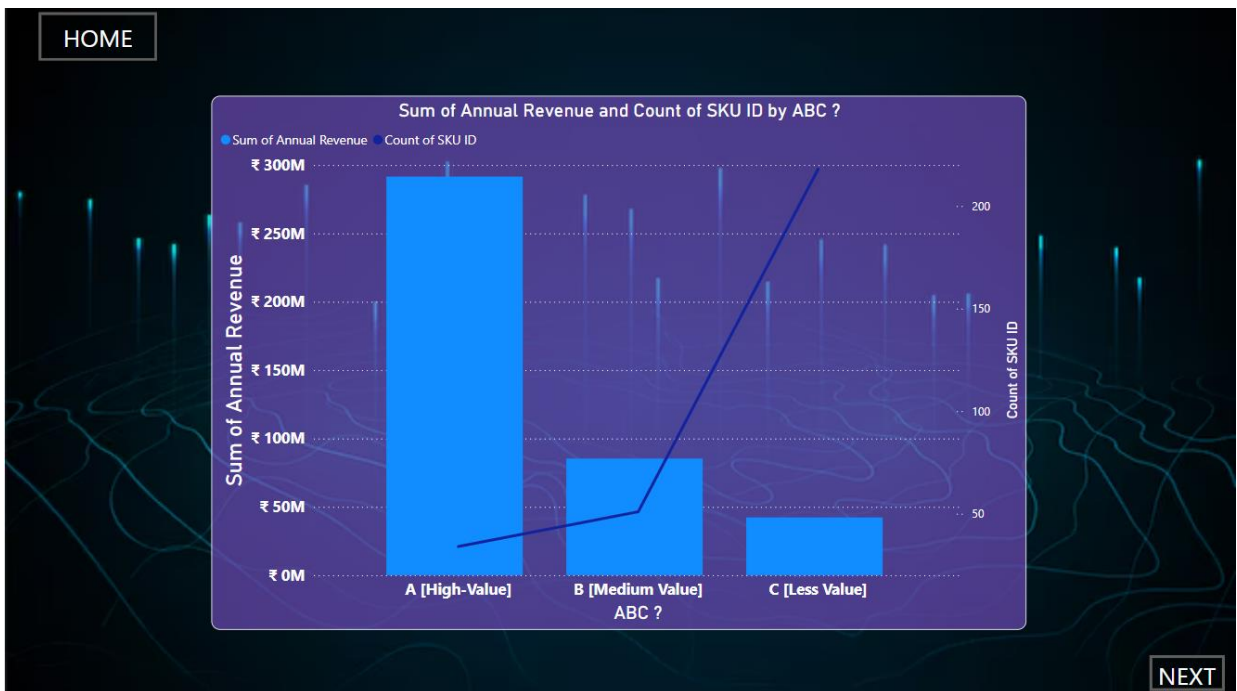 HOME
Sum of Annual Revenue and Count of SKU ID by ABC ?
Sum of Annual Revenue Count of SKU ID
Sum of Annual Revenue
₹ 300M
₹ 250M
₹ 200M
₹ 150M
₹ 100M
₹ 50M
₹ 0M
200
150
100
50
Count of SKU ID
A [High-Value] B [Medium Value] C [Less Value]
ABC ?
NEXT